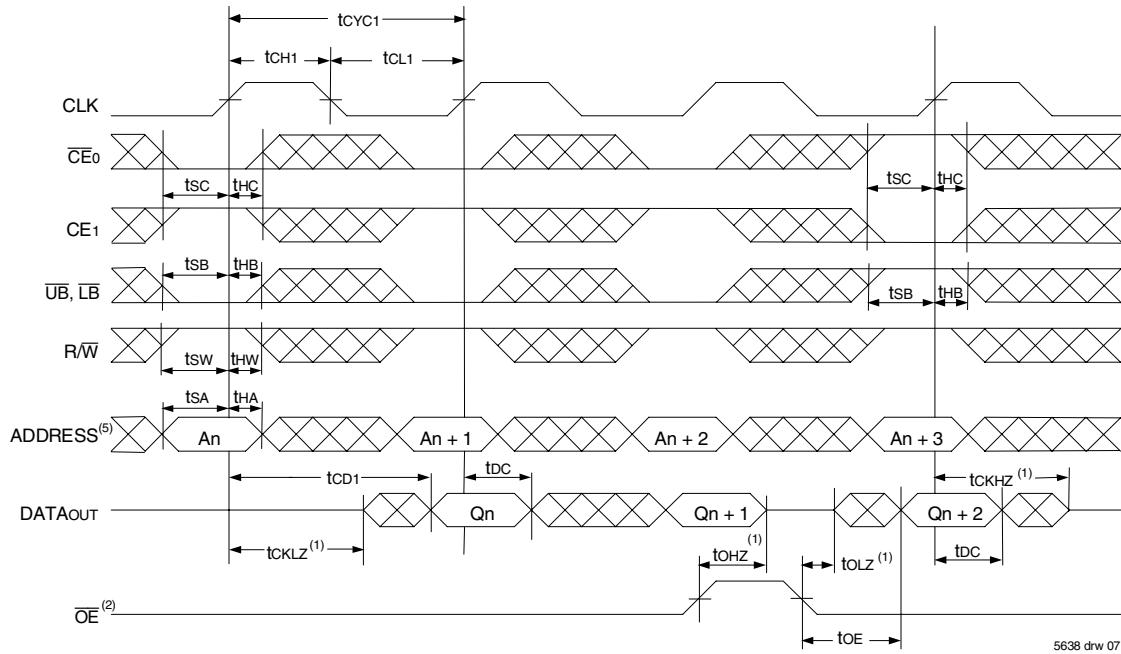 tCYC1
tCH1 tCL1
CLK
CE0
tSC tHC tSC tHC
CE1
tSB tHB
UB, LB
tSB tHB
R/W
tSW tHW
tSA tHA
ADDRESS(5) An An + 1 An + 2 An + 3
tCD1 tDC tCKHZ (1)
DATAOUT Qn Qn + 1 Qn + 2
tCKLZ (1) tOHZ (1) tOLZ (1) tDC
OE (2)
tOE
5638 drw 07